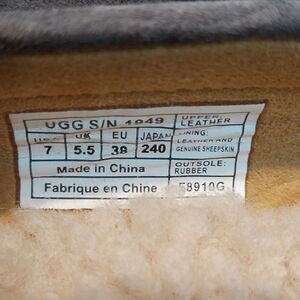 UGG S/N 1949
UPPER:
LEATHER
US UK EU JAPAN
LINING:
LEATHER AND
GENUINE SHEEPSKIN
7 5.5 38 240
Made in China
OUTSOLE:
RUBBER
Fabrique en Chine
F8910G